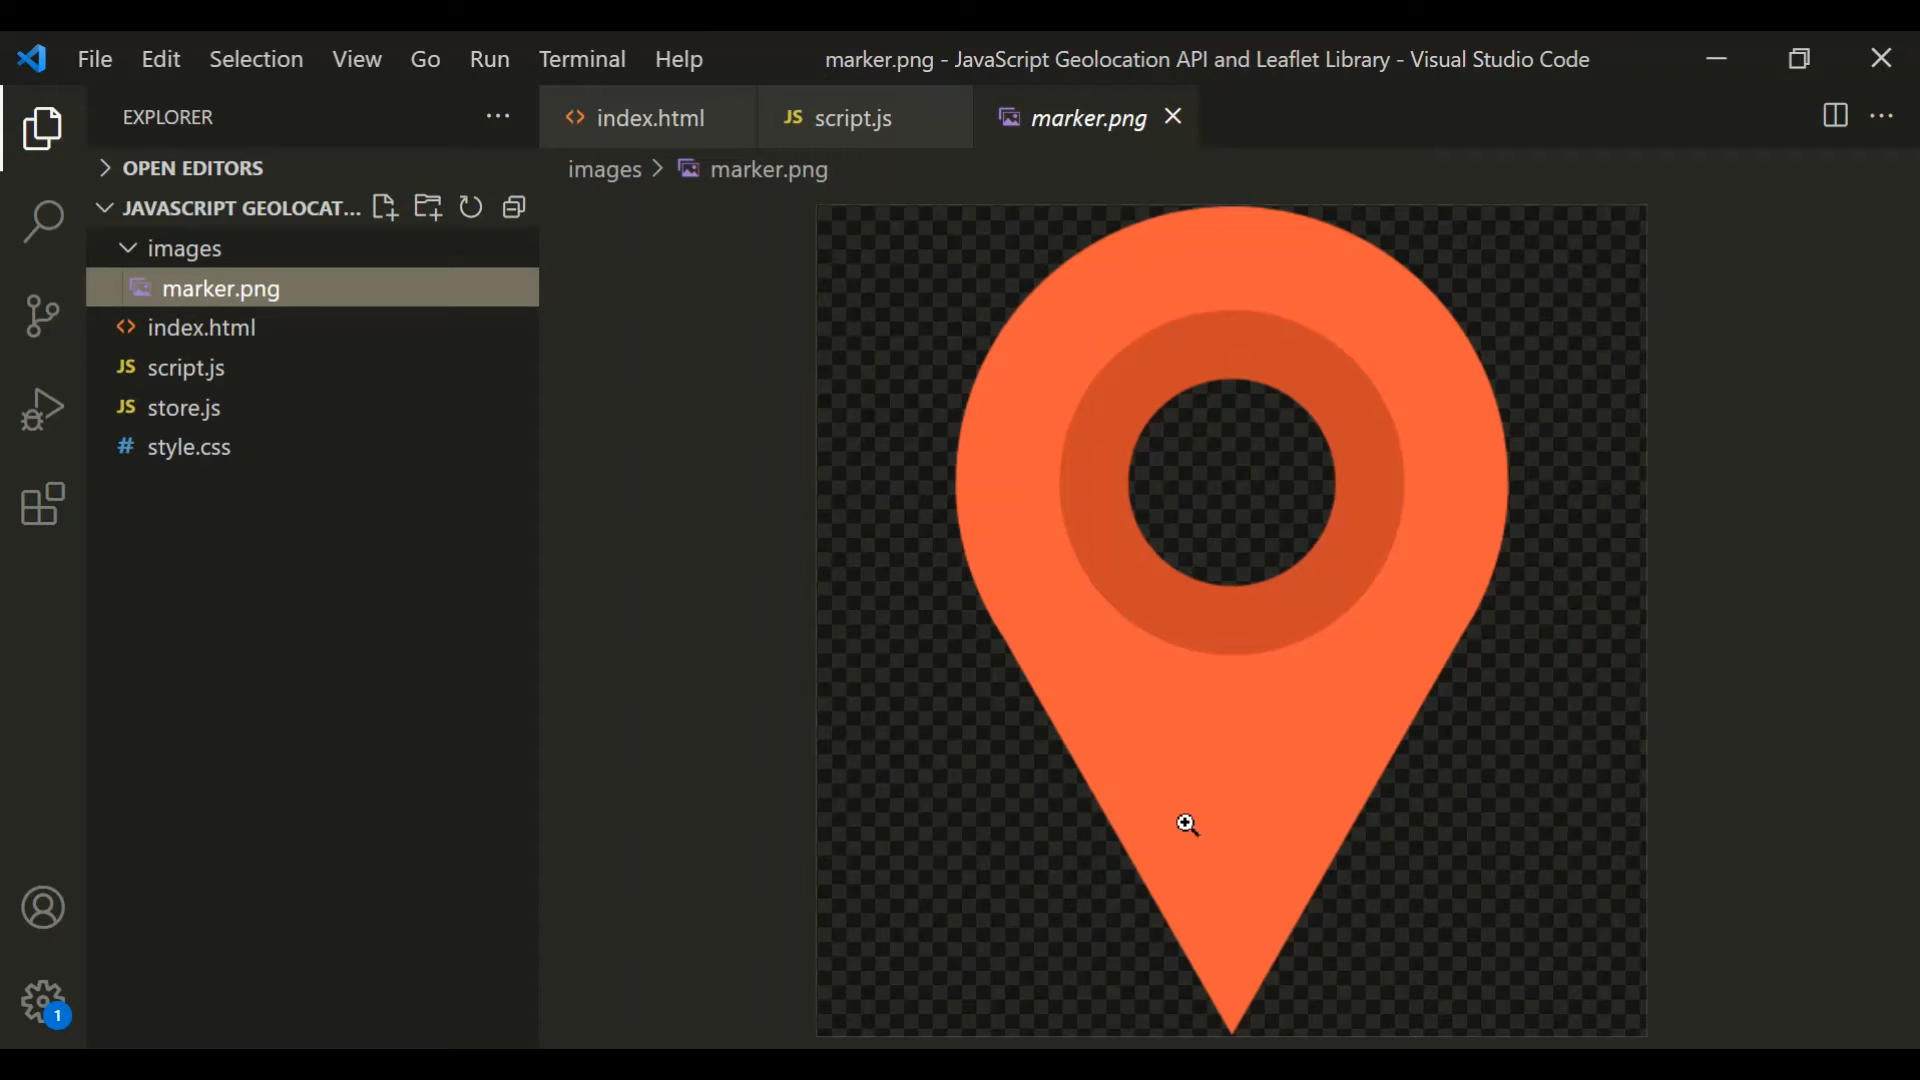 File Edit Selection View Go Run Terminal Help marker.png - JavaScript Geolocation API and Leaflet Library - Visual Studio Code
EXPLORER
index.html
JS script.js
marker.png
OPEN EDITORS
images > marker.png
JAVASCRIPT GEOLOCAT...
images
marker.png
index.html
JS script.js
JS store.js
# style.css
1